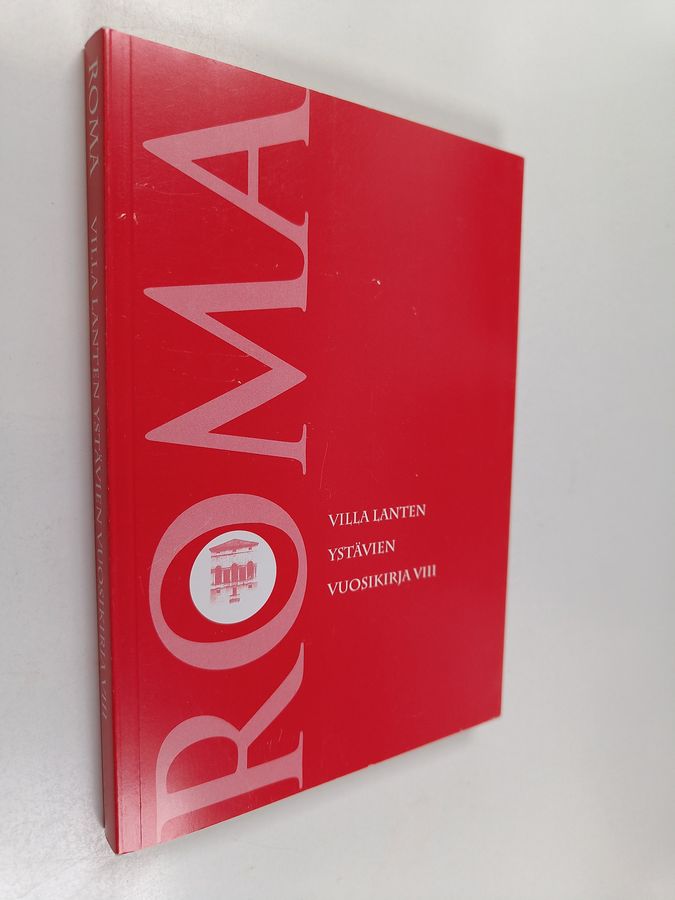 ROMA
VILLA LANTEN
YSTÄVIEN
VUOSIKIRJA VIII
ROMA VILLA LANTEN YSTÄVIEN VUOSIKIRJA VIII